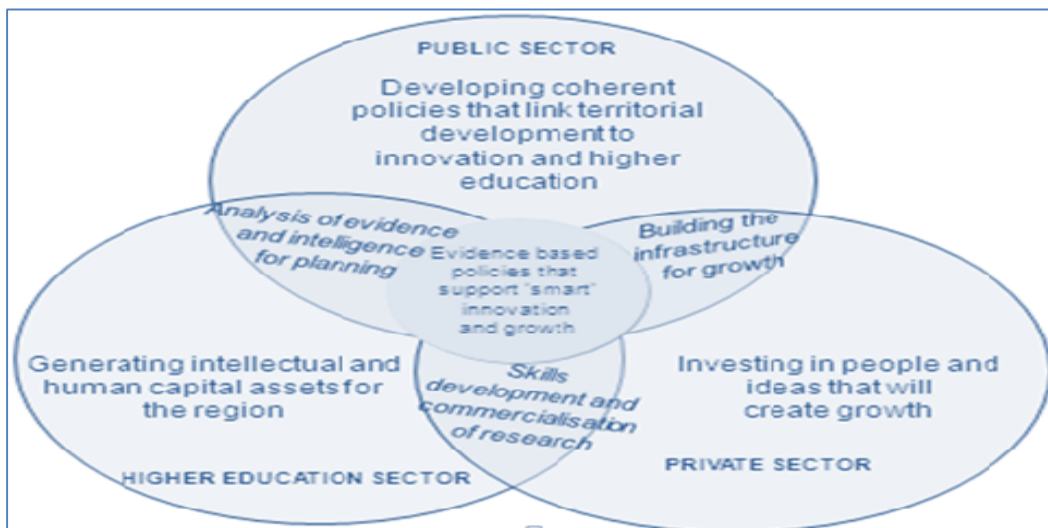 PUBLIC SECTOR
Developing coherent
policies that link territorial
development to
innovation and higher
education
Analysis of evidence
and intelligence
for planning
Building the
infrastructure
for growth
Evidence based
policies that
support "smart"
innovation
and growth
Generating intellectual and
human capital assets for
the region
Skills
development and
commercialisation
of research
Investing in people and
ideas that will
create growth
HIGHER EDUCATION SECTOR
PRIVATE SECTOR